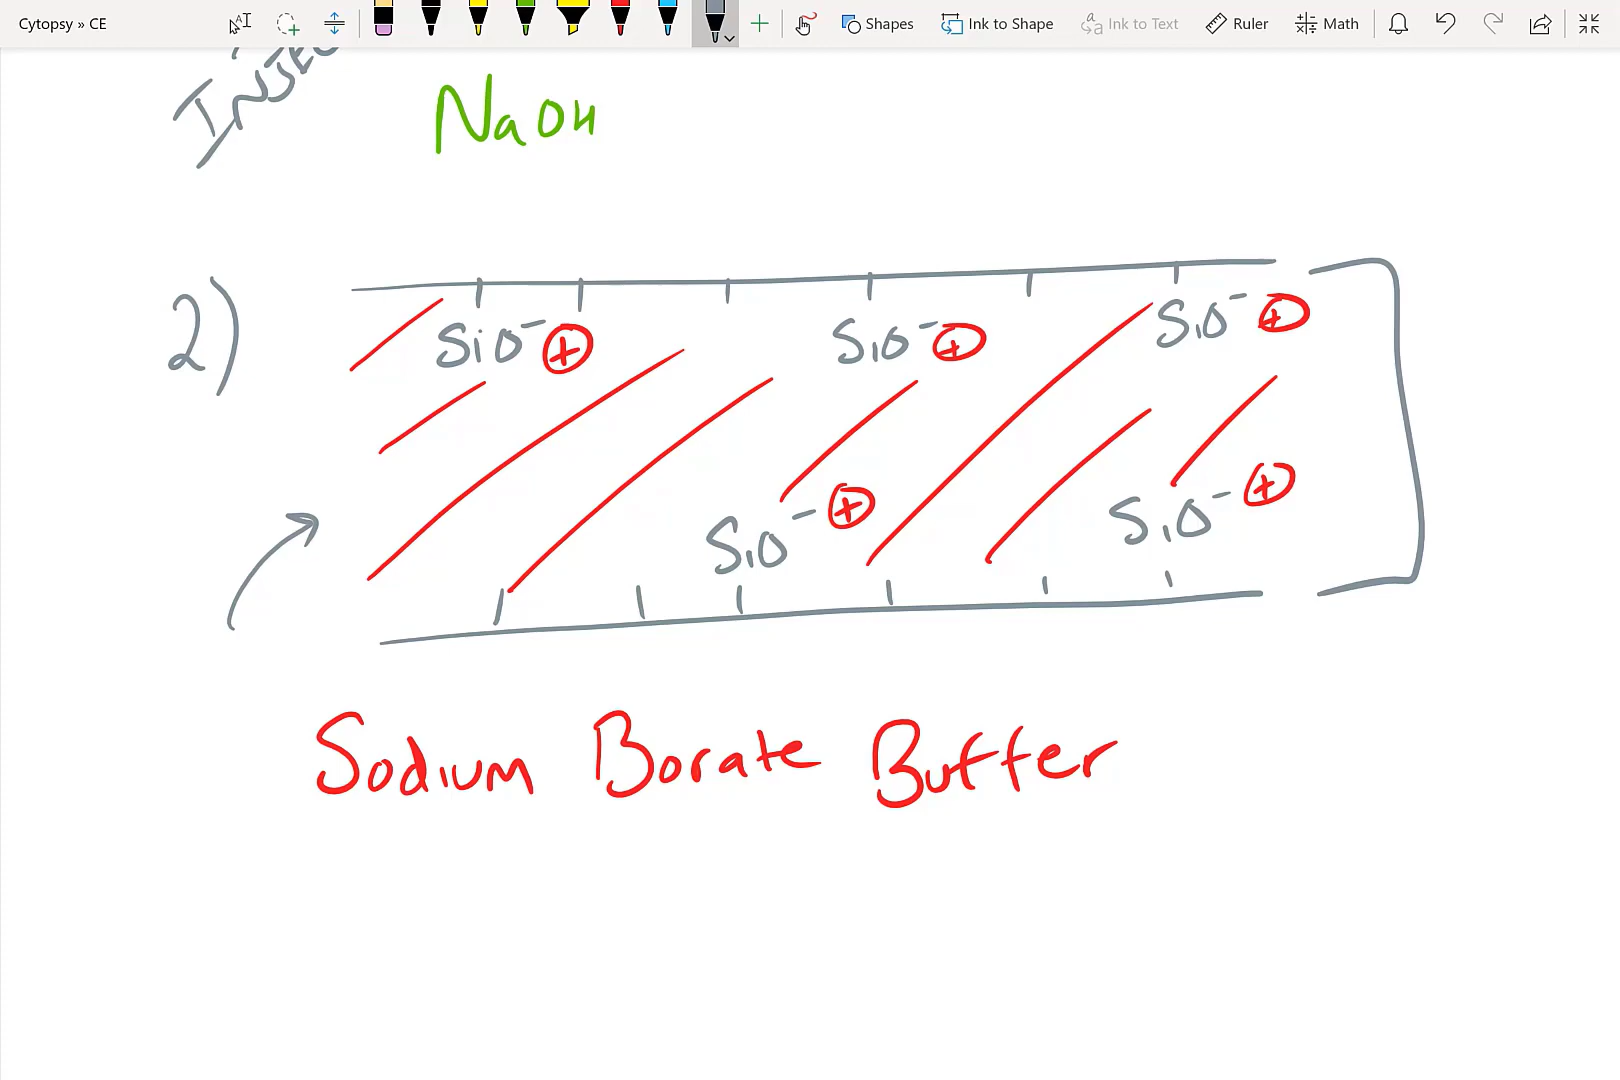 Cytopsy » CE
Shapes
Ink to Shape
Ink to Text
Ruler
Math
NaOH
2)
SiO⁻ + SiO⁻ + SiO⁻ +
SiO⁻ + SiO⁻ +
Sodium Borate Buffer